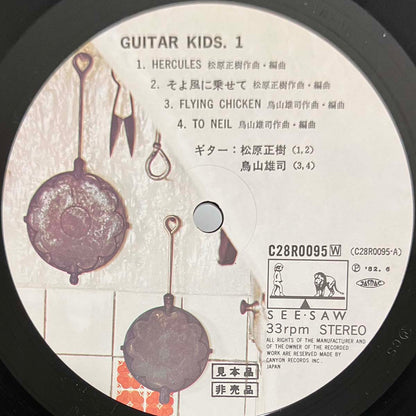 GUITAR KIDS. 1
1. HERCULES 松原正樹作曲・編曲
2. そよ風に乗せて 松原正樹作曲・編曲
3. FLYING CHICKEN 鳥山雄司作曲・編曲
4. TO NEIL 鳥山雄司作曲・編曲
ギター：松原正樹 (1,2)
鳥山雄司 (3,4)
C28R0095 W (C28R0095-A)
Ⓟ '82. 6
JASRAC
SEE・SAW
33rpm STEREO
ALL RIGHTS OF THE MANUFACTURER AND
OF THE OWNER OF THE RECORDED
WORK ARE RESERVED MADE BY
CANYON RECORDS INC.
JAPAN
見本品
非売品